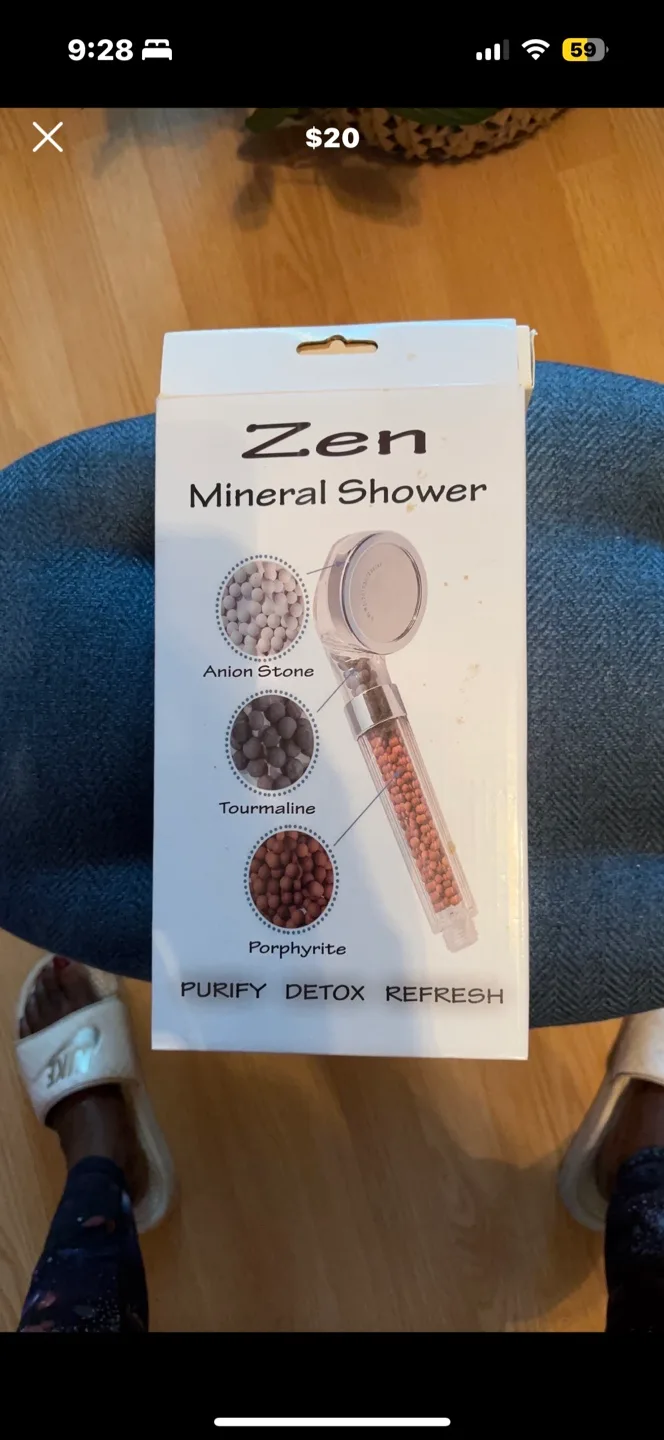 9:28
59
$20
Zen
Mineral Shower
Anion Stone
Tourmaline
Porphyrite
PURIFY DETOX REFRESH
NIKE